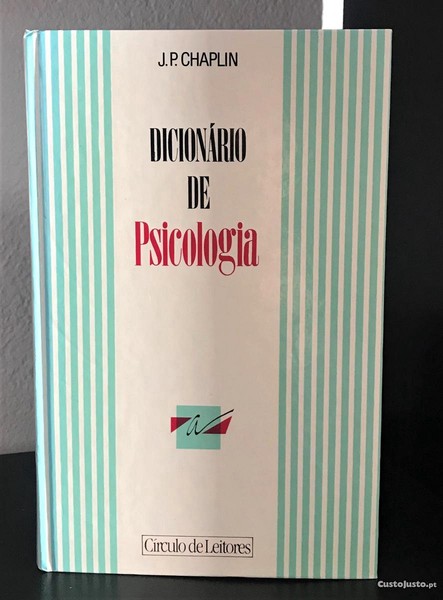 J.P. CHAPLIN
DICIONÁRIO
DE
Psicologia
a
Círculo de Leitores
CustoJusto.pt